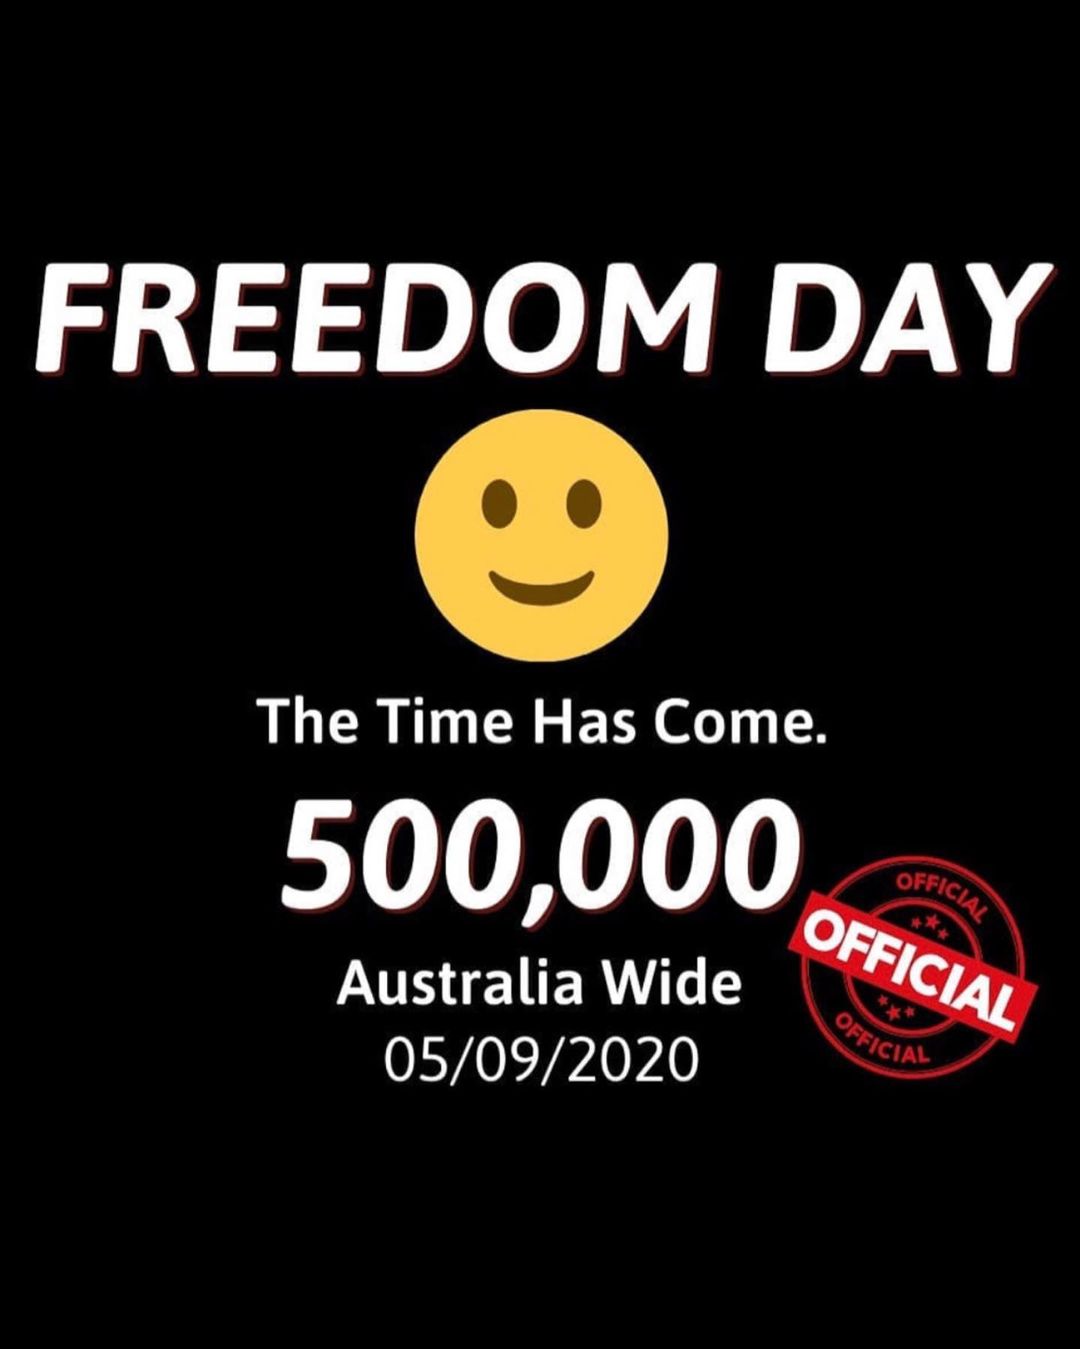 FREEDOM DAY
The Time Has Come.
500,000
Australia Wide
05/09/2020
OFFICIAL
OFFICIAL
OFFICIAL